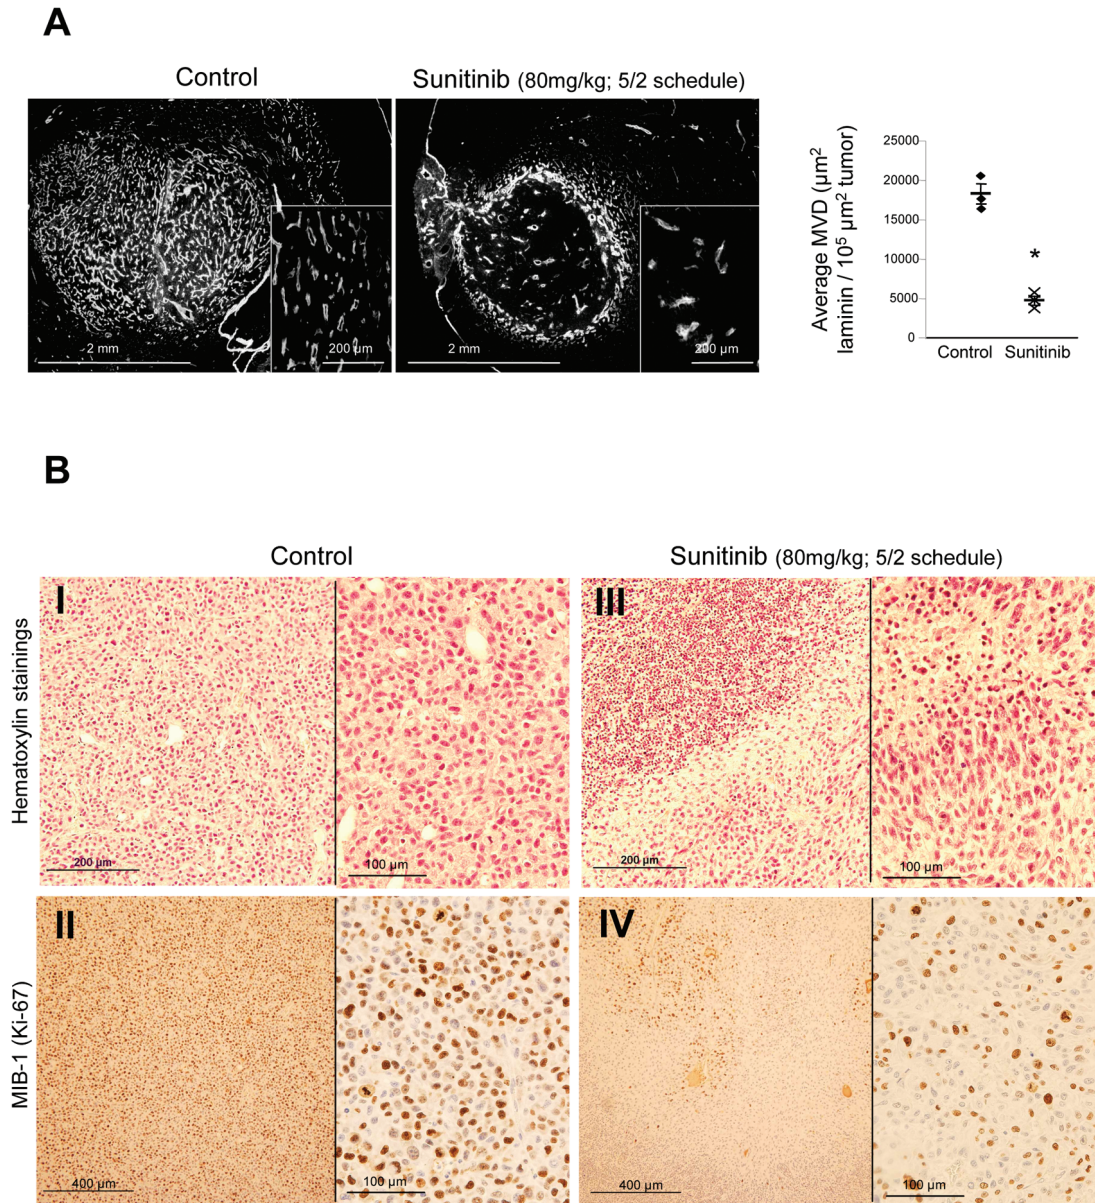 A
Control
Sunitinib (80mg/kg; 5/2 schedule)
2 mm
200 µm
2 mm
200 µm
Average MVD (µm²
laminin / 10⁵ µm² tumor)
25000
20000
15000
10000
5000
0
*
Control
Sunitinib
B
Control
Sunitinib (80mg/kg; 5/2 schedule)
Hematoxylin stainings
I
200 µm
100 µm
III
200 µm
100 µm
MIB-1 (Ki-67)
II
400 µm
100 µm
IV
400 µm
100 µm